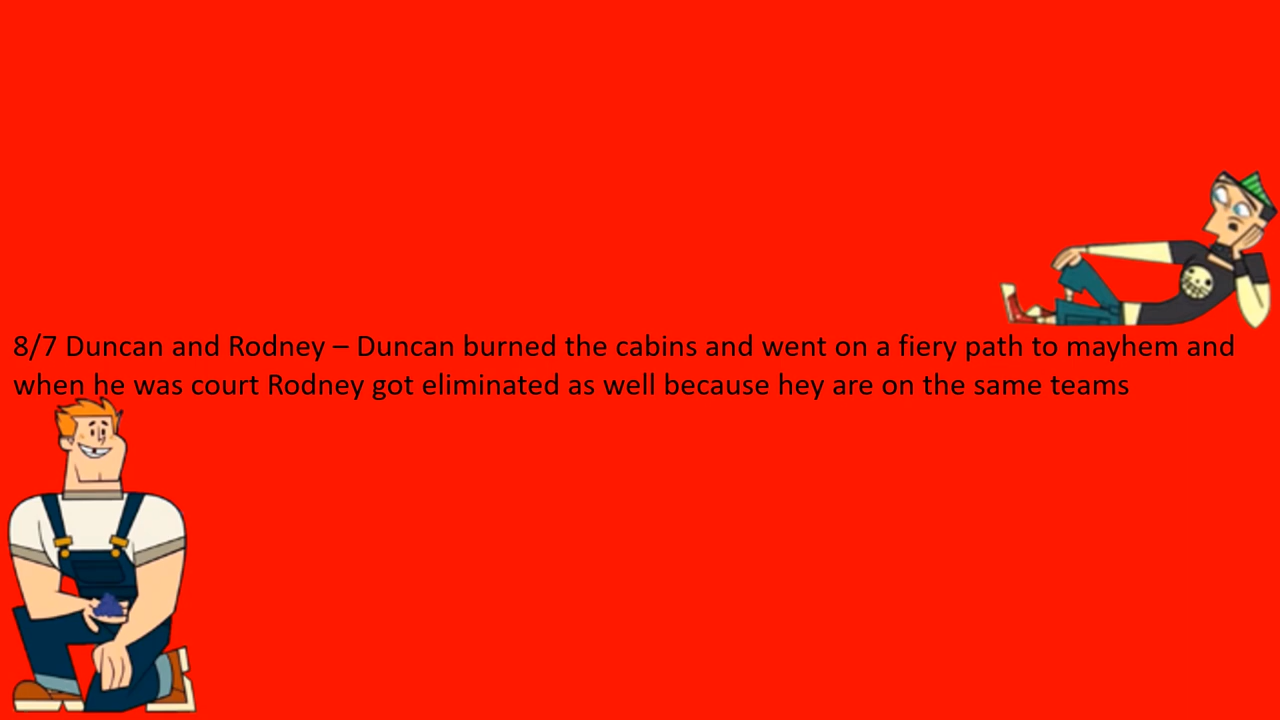 8/7 Duncan and Rodney – Duncan burned the cabins and went on a fiery path to mayhem and
when he was court Rodney got eliminated as well because hey are on the same teams